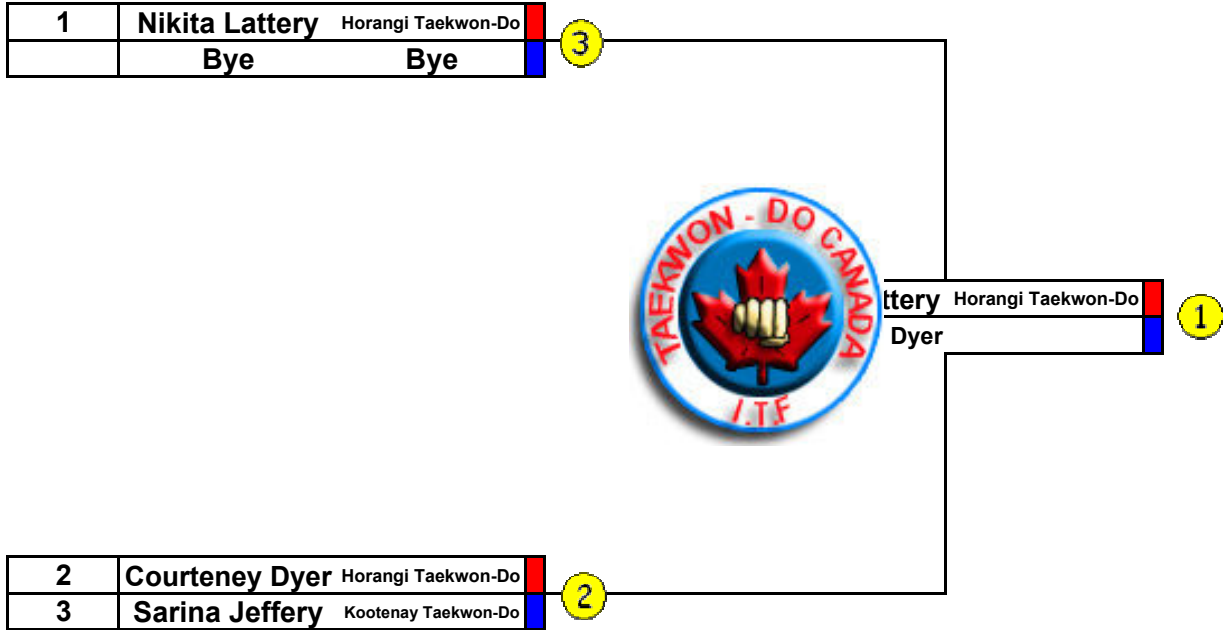 1 Nikita Lattery Horangi Taekwon-Do
Bye Bye
3
TAEKWON - DO CANADA
I.T.F
ttery Horangi Taekwon-Do
Dyer
1
2 Courteney Dyer Horangi Taekwon-Do
3 Sarina Jeffery Kootenay Taekwon-Do
2